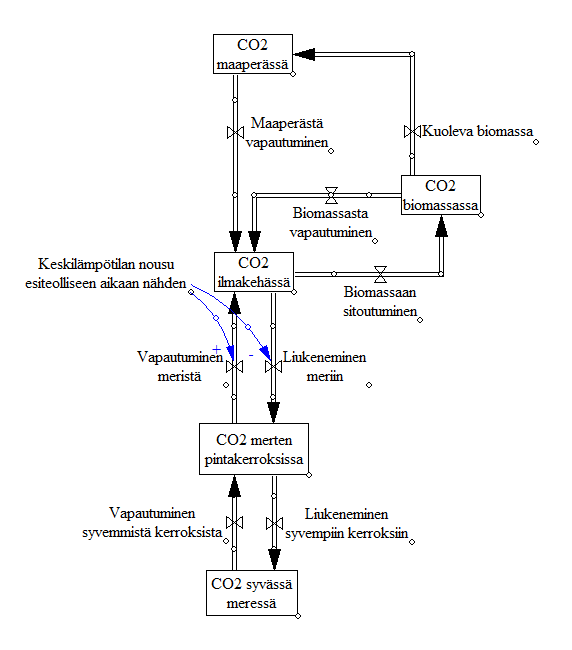 CO2
maaperässä
Maaperästä
vapautuminen
Kuoleva biomassa
CO2
biomassassa
Biomassasta
vapautuminen
CO2
ilmakehässä
Keskilämpötilan nousu
esiteolliseen aikaan nähden
Biomassaan
sitoutuminen
+
-
Vapautuminen
meristä
Liukeneminen
meriin
CO2 merten
pintakerroksissa
Vapautuminen
syvemmistä kerroksista
Liukeneminen
syvempiin kerroksiin
CO2 syvässä
meressä